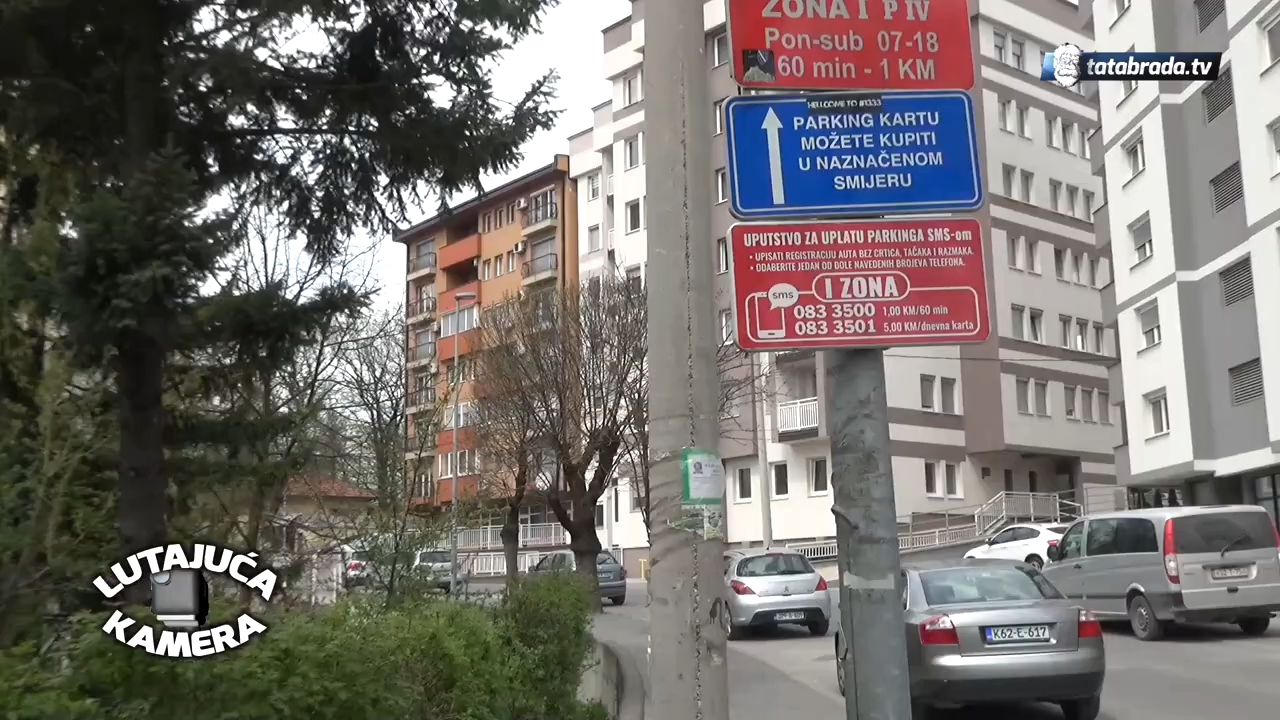 ZONA I P IV
Pon-sub 07-18
60 min - 1 KM
tatabrada.tv
HELLCOME TO #1333
PARKING KARTU
MOŽETE KUPITI
U NAZNAČENOM
SMIJERU
UPUTSTVO ZA UPLATU PARKINGA SMS-om
• UPISATI REGISTRACIJU AUTA BEZ CRTICA, TAČAKA I RAZMAKA.
• ODABERITE JEDAN OD DOLE NAVEDENIH BROJEVA TELEFONA.
sms
I ZONA
083 3500 1,00 KM/60 min
083 3501 5,00 KM/dnevna karta
LUTAJUĆA
KAMERA
K62-E-617